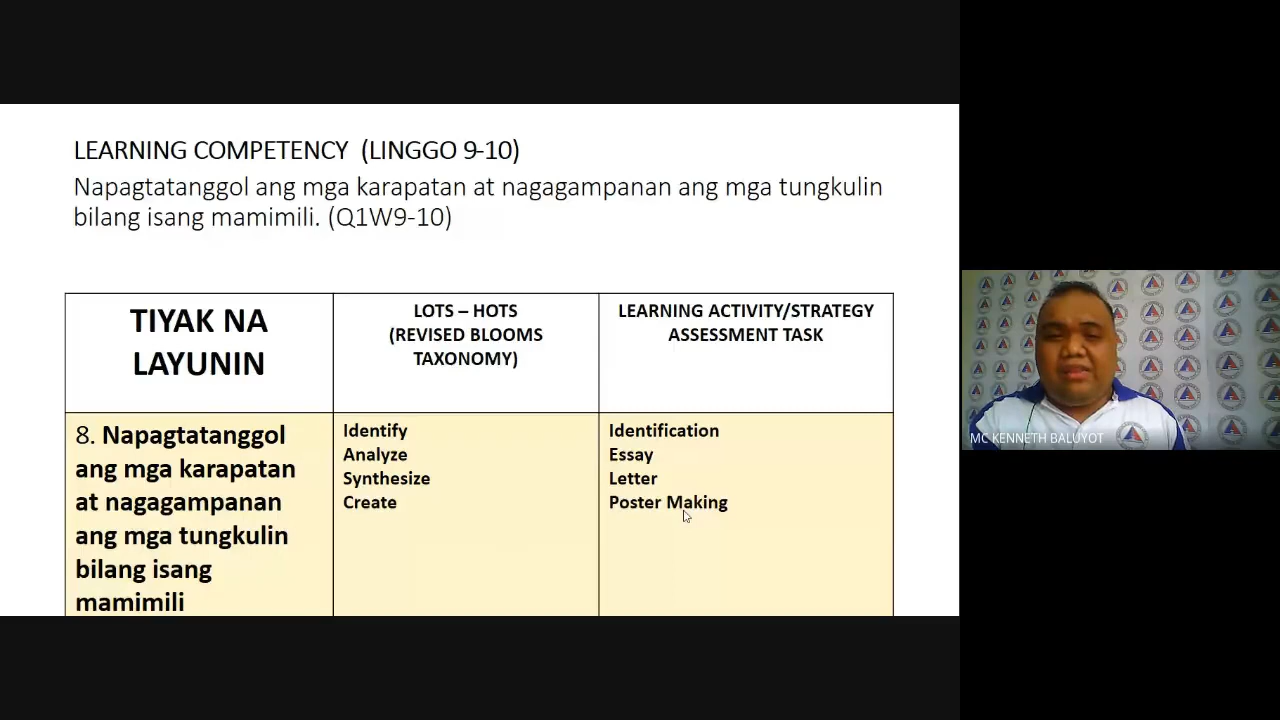 LEARNING COMPETENCY (LINGGO 9-10)
Napagtatanggol ang mga karapatan at nagagampanan ang mga tungkulin
bilang isang mamimili. (Q1W9-10)
TIYAK NA
LAYUNIN
LOTS – HOTS
(REVISED BLOOMS
TAXONOMY)
LEARNING ACTIVITY/STRATEGY
ASSESSMENT TASK
8. Napagtatanggol
ang mga karapatan
at nagagampanan
ang mga tungkulin
bilang isang
mamimili
Identify
Analyze
Synthesize
Create
Identification
Essay
Letter
Poster Making
MC KENNETH BALUYOT